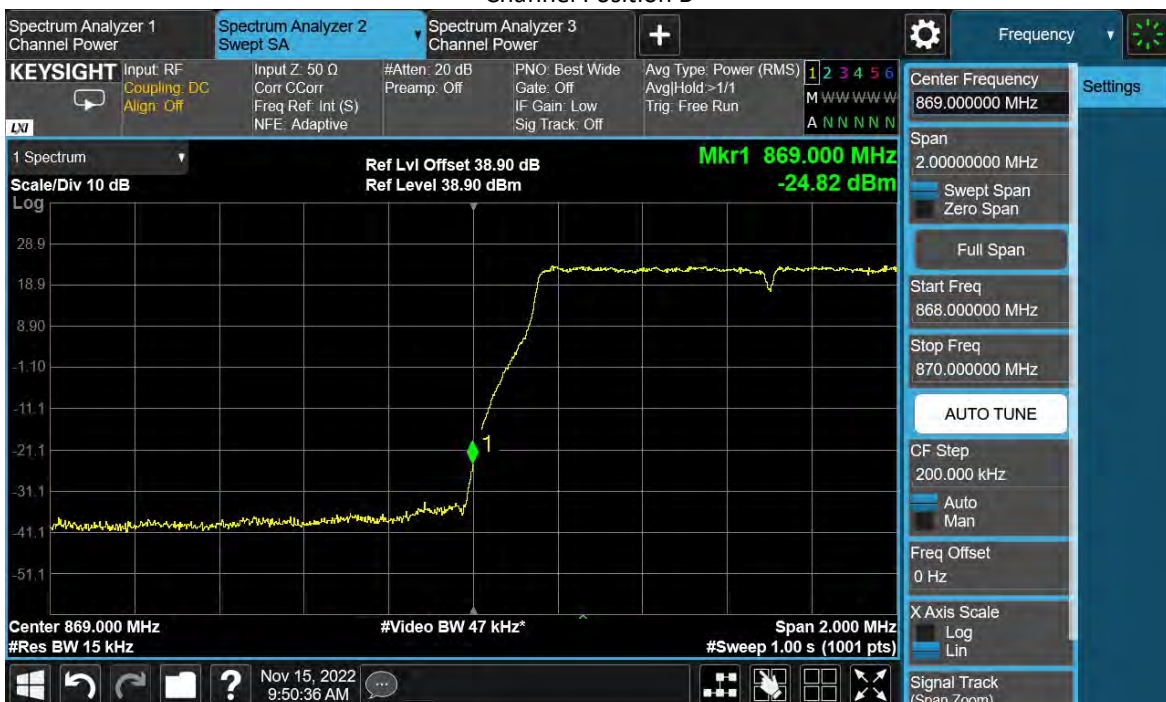 Channel Position B
Spectrum Analyzer 1
Channel Power
Spectrum Analyzer 2
Swept SA
Spectrum Analyzer 3
Channel Power
+
Frequency
KEYSIGHT
LXI
Input: RF
Coupling: DC
Align: Off
Input Z: 50 Ω
Corr CCorr
Freq Ref: Int (S)
NFE: Adaptive
#Atten: 20 dB
Preamp: Off
PNO: Best Wide
Gate: Off
IF Gain: Low
Sig Track: Off
Avg Type: Power (RMS)
Avg|Hold:>1/1
Trig: Free Run
1 2 3 4 5 6
M W W W W W
A N N N N N
1 Spectrum
Scale/Div 10 dB
Log
Ref Lvl Offset 38.90 dB
Ref Level 38.90 dBm
Mkr1 869.000 MHz
-24.82 dBm
28.9
18.9
8.90
-1.10
-11.1
-21.1
-31.1
-41.1
-51.1
1
Center 869.000 MHz
#Res BW 15 kHz
#Video BW 47 kHz*
Span 2.000 MHz
#Sweep 1.00 s (1001 pts)
?
Nov 15, 2022
9:50:36 AM
Center Frequency
869.000000 MHz
Span
2.00000000 MHz
Swept Span
Zero Span
Full Span
Start Freq
868.000000 MHz
Stop Freq
870.000000 MHz
AUTO TUNE
CF Step
200.000 kHz
Auto
Man
Freq Offset
0 Hz
X Axis Scale
Log
Lin
Signal Track
(Span Zoom)
Settings